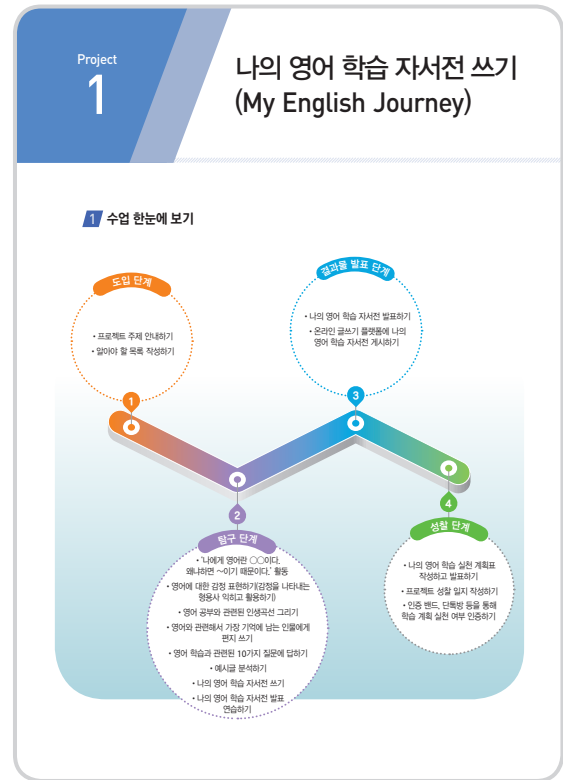 Project
1
나의 영어 학습 자서전 쓰기
(My English Journey)
1 수업 한눈에 보기
도입 단계
• 프로젝트 주제 안내하기
• 알아야 할 목록 작성하기
1
탐구 단계
2
• '나에게 영어란 ○○이다.
왜냐하면 ~이기 때문이다.' 활동
• 영어에 대한 감정 표현하기(감정을 나타내는
형용사 익히고 활용하기)
• 영어 공부와 관련된 인생곡선 그리기
• 영어와 관련해서 가장 기억에 남는 인물에게
편지 쓰기
• 영어 학습과 관련된 10가지 질문에 답하기
• 예시글 분석하기
• 나의 영어 학습 자서전 쓰기
• 나의 영어 학습 자서전 발표
연습하기
결과물 발표 단계
• 나의 영어 학습 자서전 발표하기
• 온라인 글쓰기 플랫폼에 나의
영어 학습 자서전 게시하기
3
4
성찰 단계
• 나의 영어 학습 실천 계획표
작성하고 발표하기
• 프로젝트 성찰 일지 작성하기
• 인증 밴드, 단톡방 등을 통해
학습 계획 실천 여부 인증하기